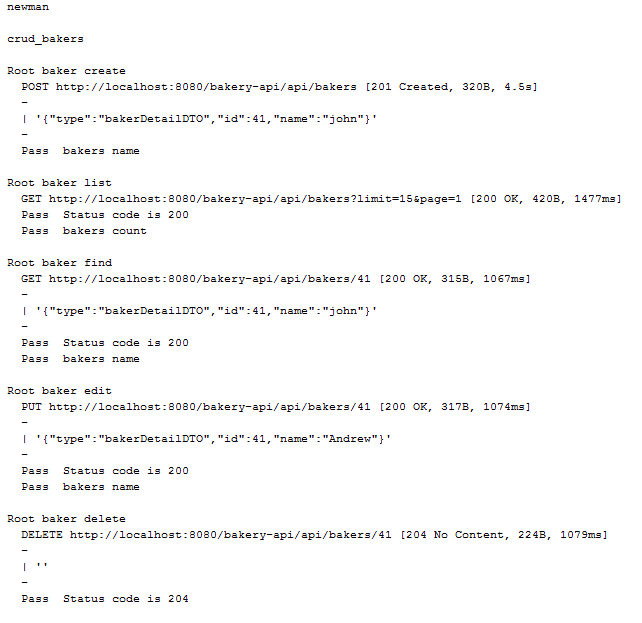 newman
crud_bakers
Root baker create
POST http://localhost:8080/bakery-api/api/bakers [201 Created, 320B, 4.5s]
–
| '{"type":"bakerDetailDTO","id":41,"name":"john"}'
–
Pass  bakers name
Root baker list
GET http://localhost:8080/bakery-api/api/bakers?limit=15&page=1 [200 OK, 420B, 1477ms]
Pass  Status code is 200
Pass  bakers count
Root baker find
GET http://localhost:8080/bakery-api/api/bakers/41 [200 OK, 315B, 1067ms]
–
| '{"type":"bakerDetailDTO","id":41,"name":"john"}'
–
Pass  Status code is 200
Pass  bakers name
Root baker edit
PUT http://localhost:8080/bakery-api/api/bakers/41 [200 OK, 317B, 1074ms]
–
| '{"type":"bakerDetailDTO","id":41,"name":"Andrew"}'
–
Pass  Status code is 200
Pass  bakers name
Root baker delete
DELETE http://localhost:8080/bakery-api/api/bakers/41 [204 No Content, 224B, 1079ms]
–
| ''
–
Pass  Status code is 204